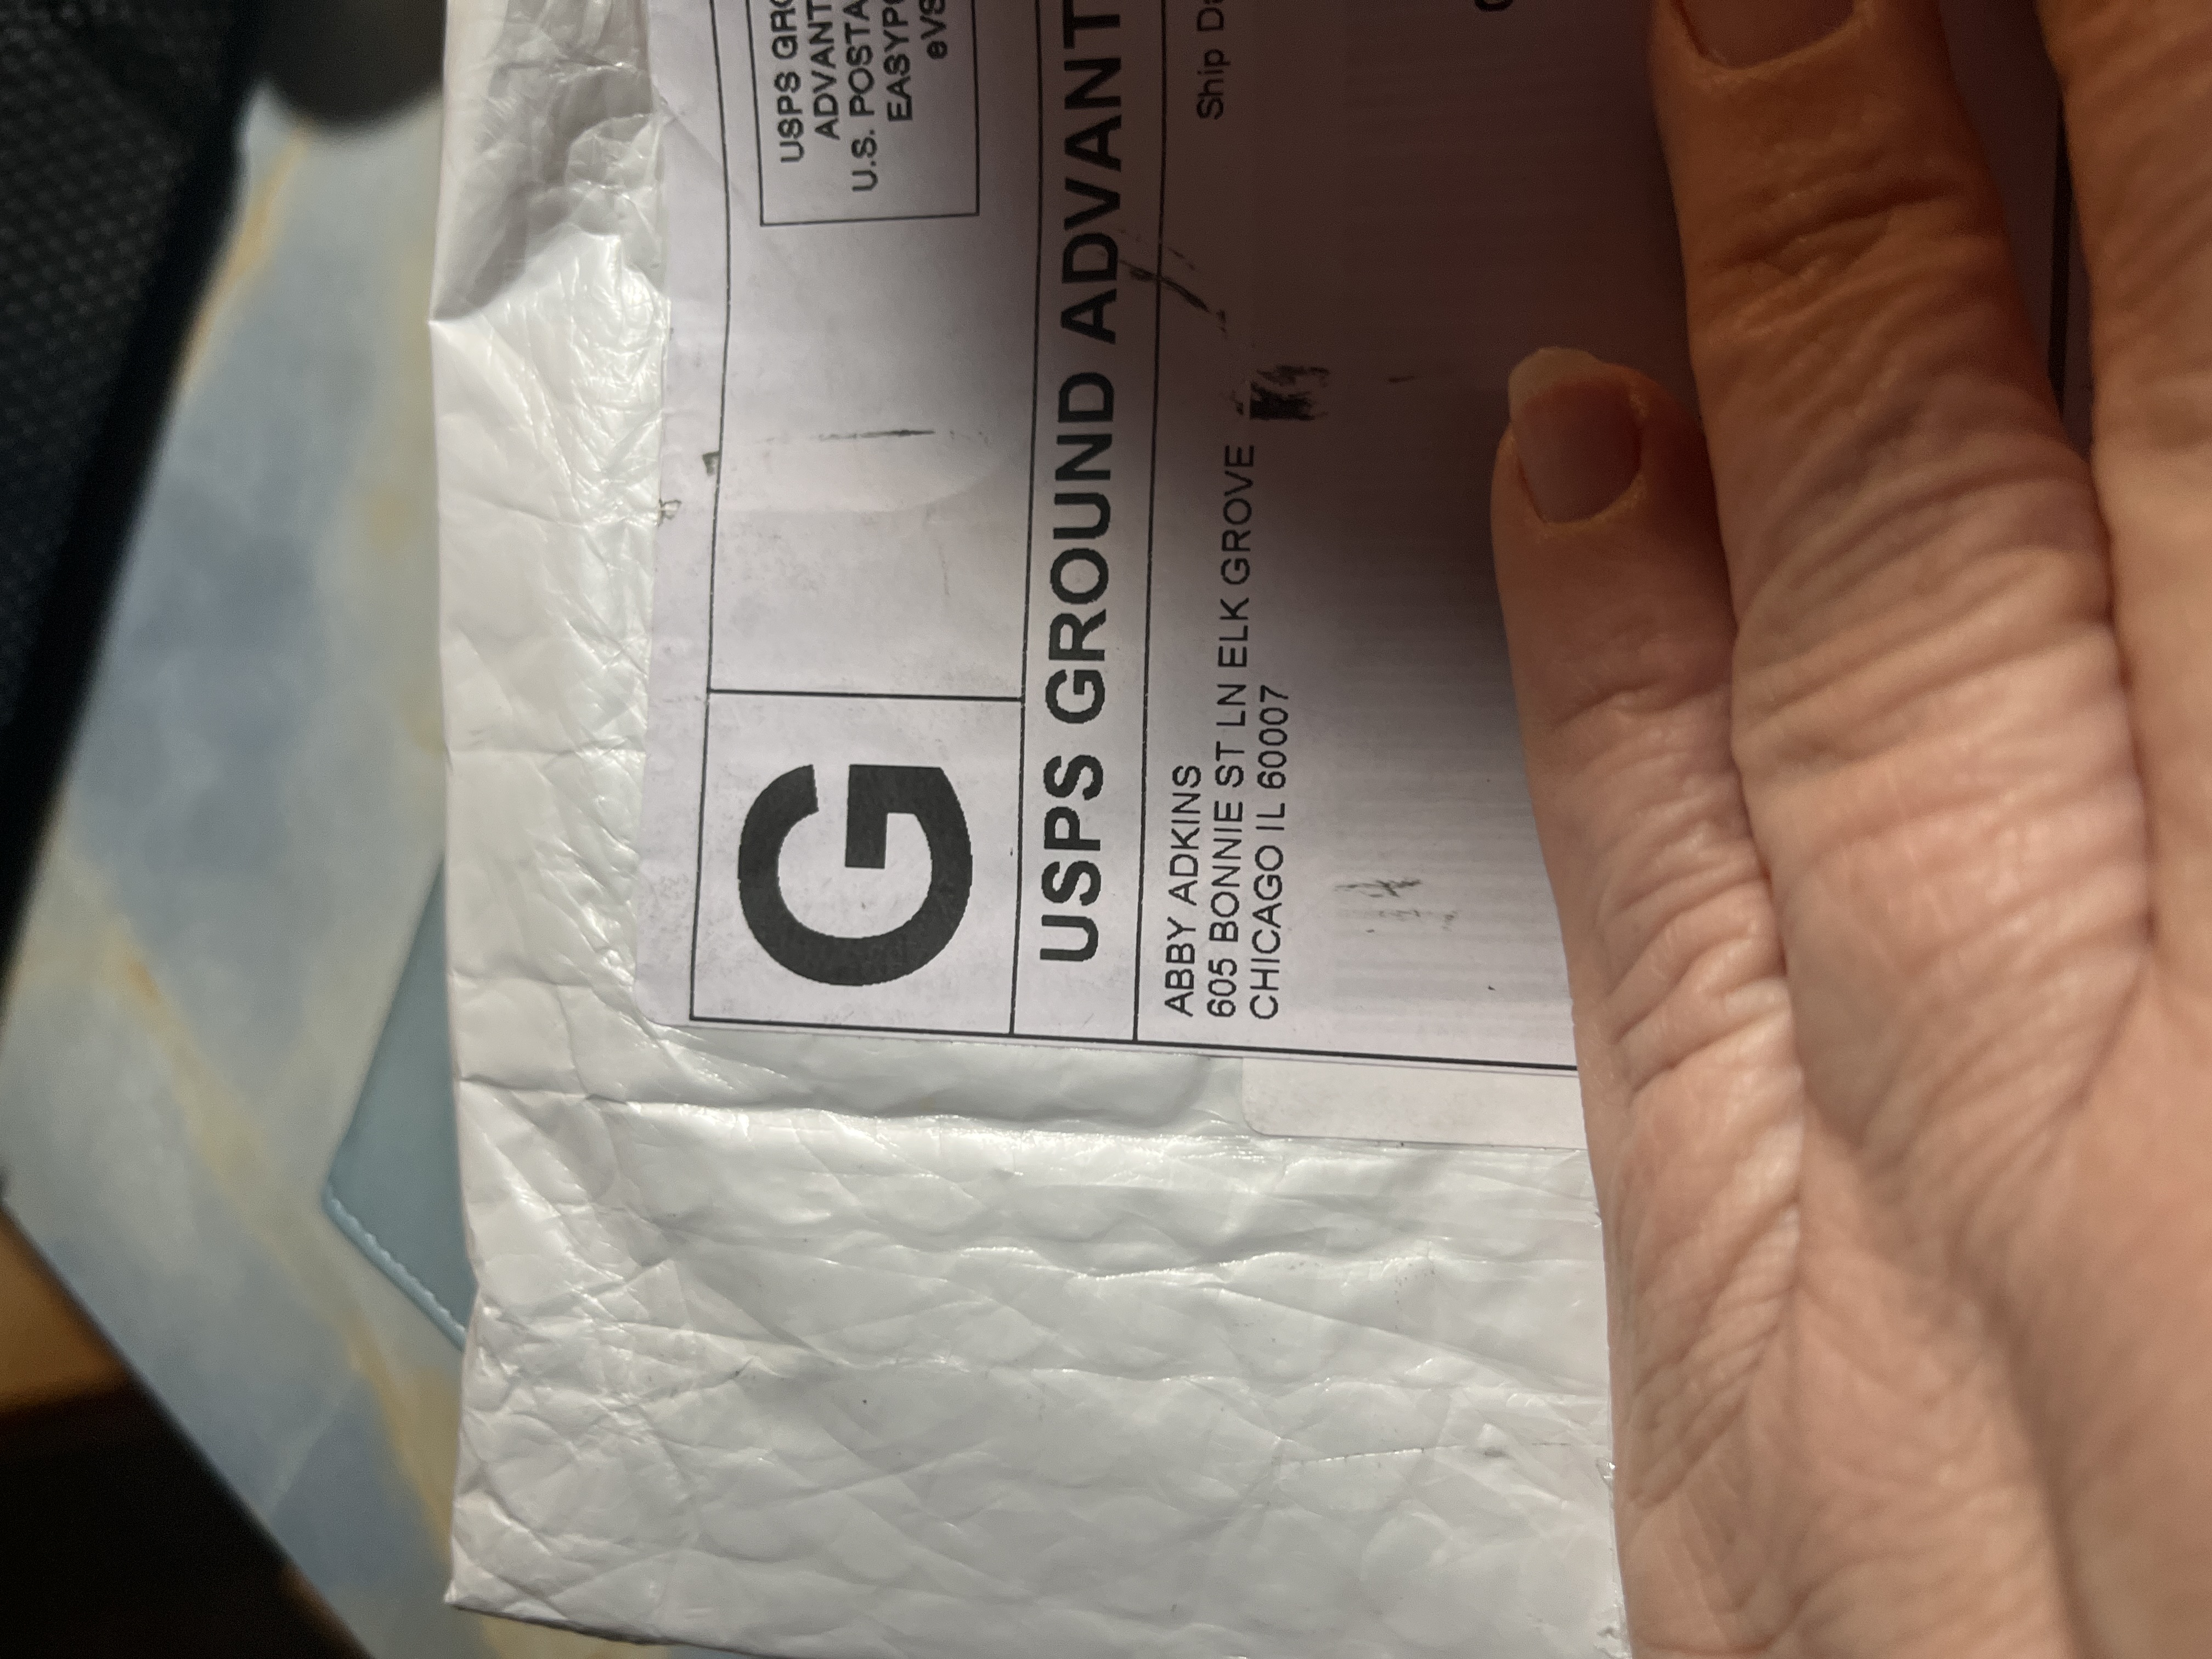 G
USPS GRO
ADVANT
U.S. POSTA
EASYPO
eVS
USPS GROUND ADVANT
ABBY ADKINS
605 BONNIE ST LN ELK GROVE
CHICAGO IL 60007
Ship Da